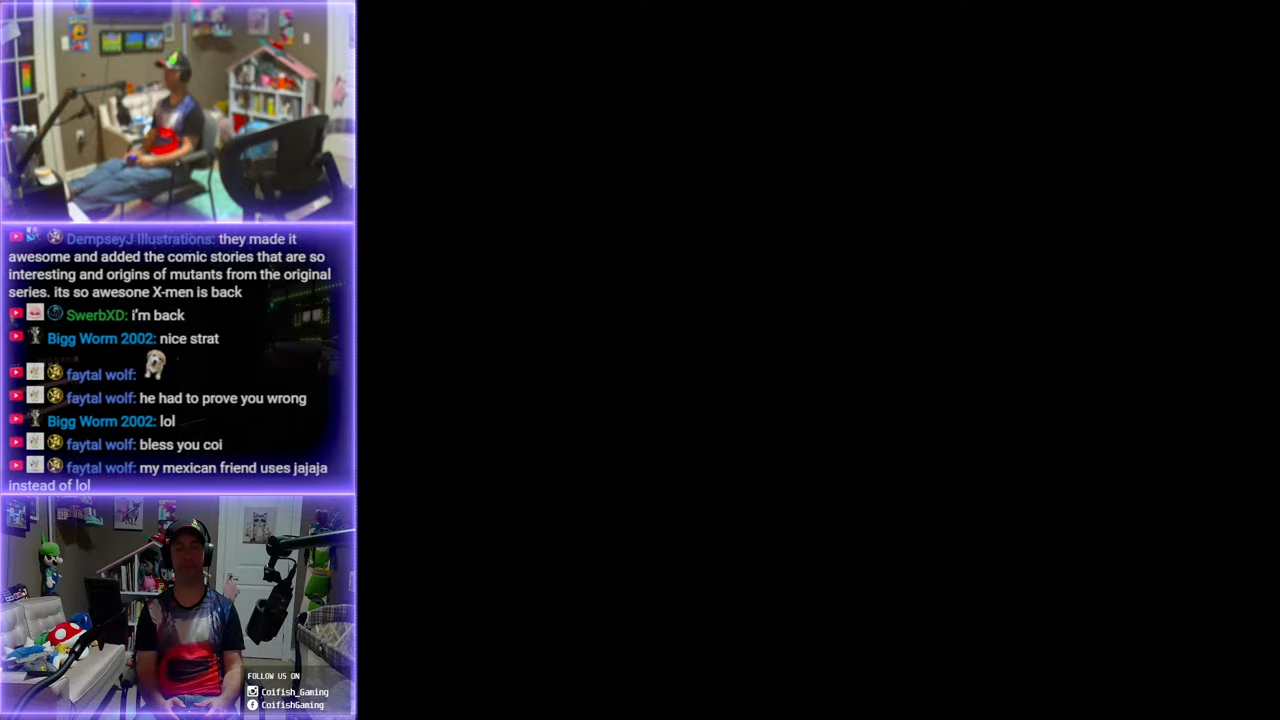 DempseyJ Illustrations: they made it
awesome and added the comic stories that are so
interesting and origins of mutants from the original
series. its so awesone X-men is back
SwerbXD: i'm back
Bigg Worm 2002: nice strat
faytal wolf:
faytal wolf: he had to prove you wrong
Bigg Worm 2002: lol
faytal wolf: bless you coi
faytal wolf: my mexican friend uses jajaja
instead of lol
FOLLOW US ON
Coifish_Gaming
CoifishGaming